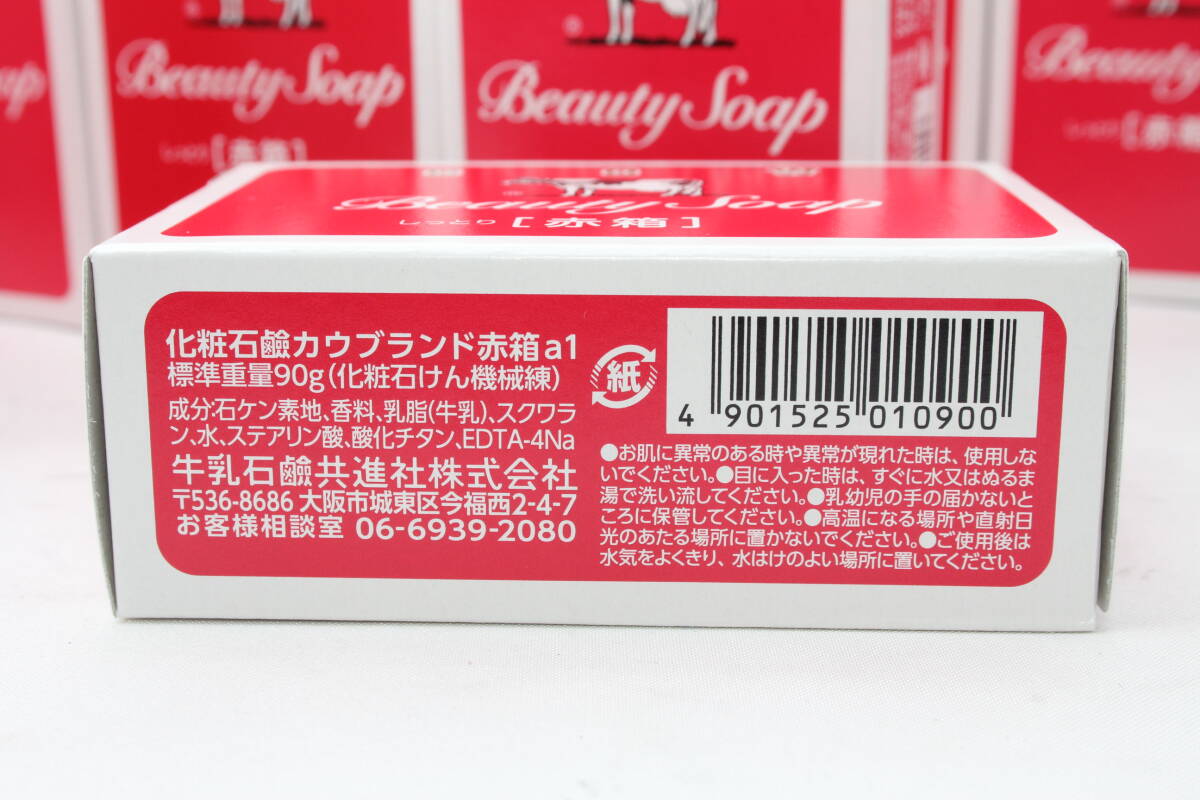 Beauty Soap
[赤箱]
Beauty Soap
Beauty Soap
[赤箱
Beauty Soap
しっとり [赤箱]
化粧石鹸カウブランド赤箱a1
標準重量90g(化粧石けん機械練)
成分:石ケン素地、香料、乳脂(牛乳)、スクワラ
ン、水、ステアリン酸、酸化チタン、EDTA-4Na
牛乳石鹼共進社株式会社
〒536-8686 大阪市城東区今福西2-4-7
お客様相談室 06-6939-2080
紙
4 901525 010900
●お肌に異常のある時や異常が現れた時は、使用しな
いでください。●目に入った時は、すぐに水又はぬるま
湯で洗い流してください。●乳幼児の手の届かないと
ころに保管してください。●高温になる場所や直射日
光のあたる場所に置かないでください。●ご使用後は
水気をよくきり、水はけのよい場所に置いてください。